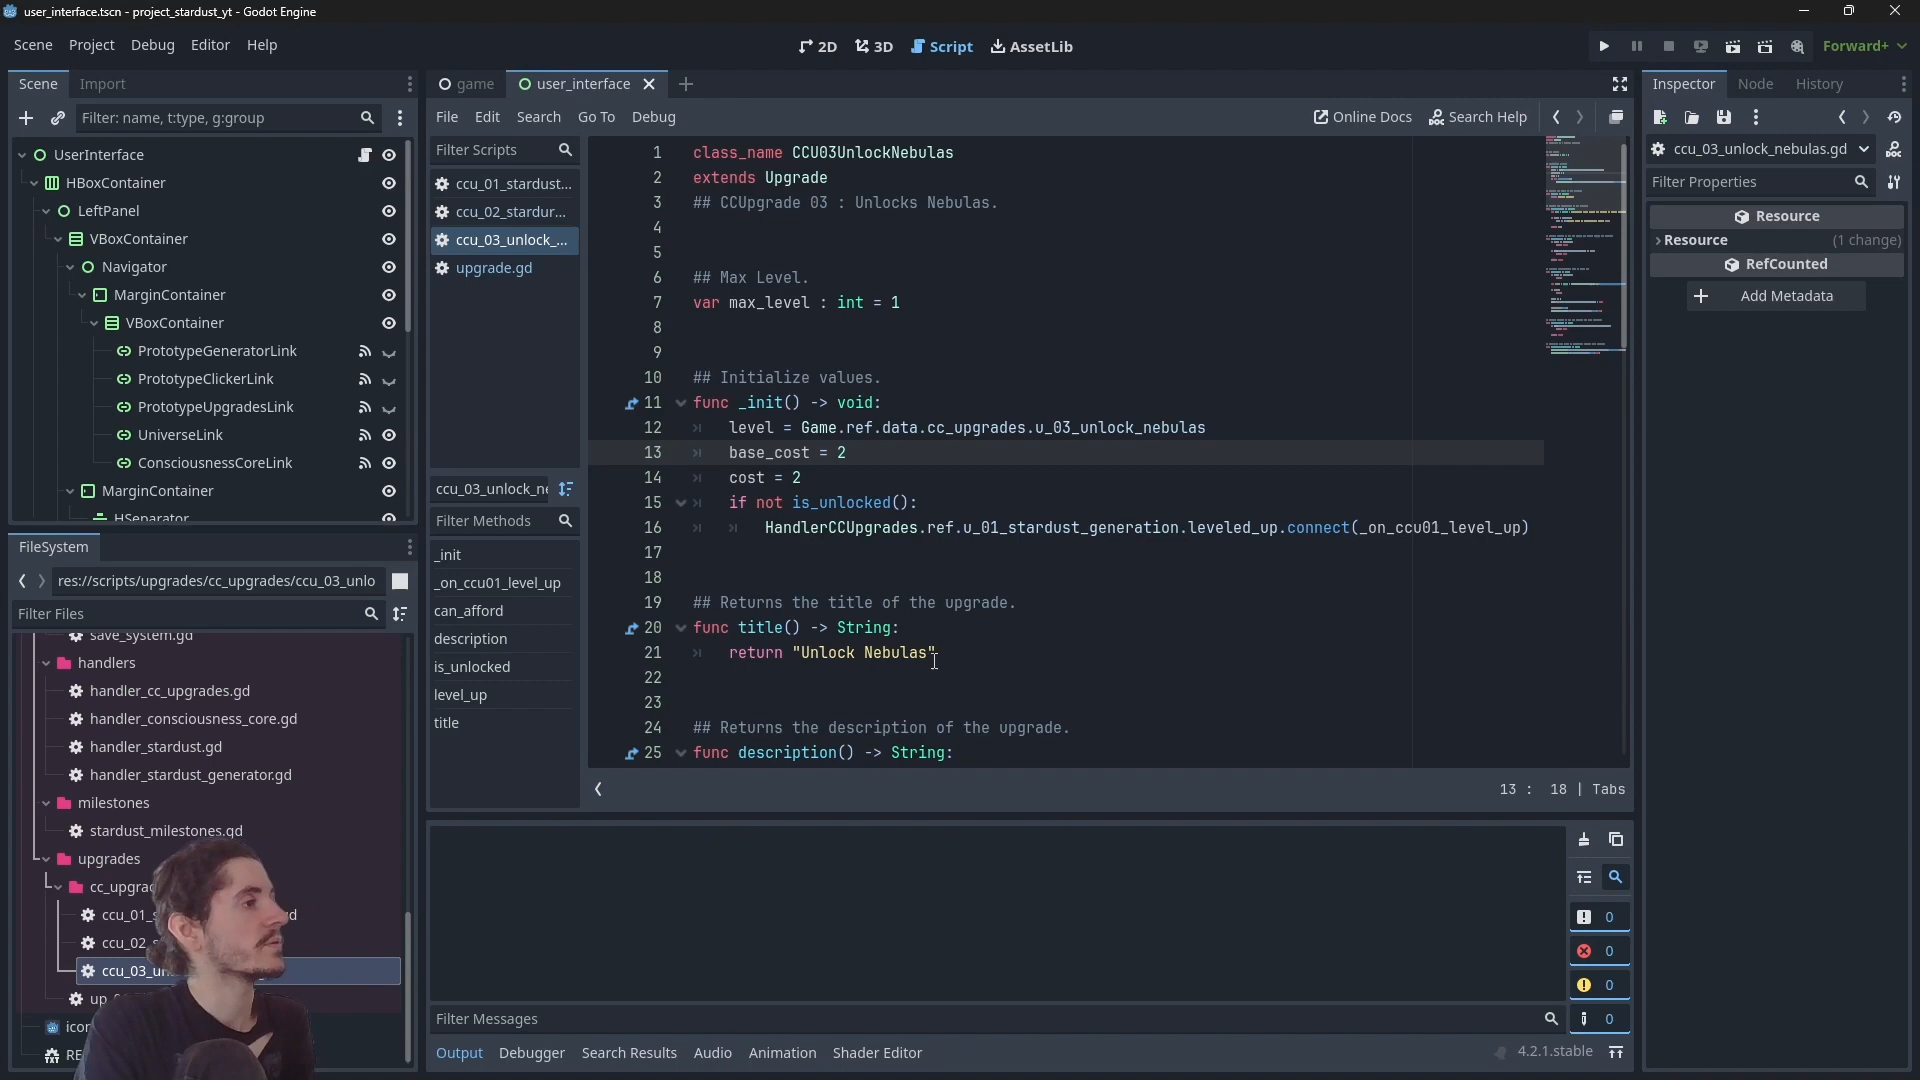 user_interface.tscn - project_stardust_yt - Godot Engine
Scene Project Debug Editor Help
2D 3D Script AssetLib
Forward+
Scene Import
Filter: name, t:type, g:group
UserInterface
HBoxContainer
LeftPanel
VBoxContainer
Navigator
MarginContainer
VBoxContainer
PrototypeGeneratorLink
PrototypeClickerLink
PrototypeUpgradesLink
UniverseLink
ConsciousnessCoreLink
MarginContainer
HSeparator
FileSystem
res://scripts/upgrades/cc_upgrades/ccu_03_unlo
Filter Files
save_system.gd
handlers
handler_cc_upgrades.gd
handler_consciousness_core.gd
handler_stardust.gd
handler_stardust_generator.gd
milestones
stardust_milestones.gd
upgrades
cc_upgra
ccu_01_s
d
ccu_02_s
ccu_03_un
up
icon
RE
game user_interface
File Edit Search Go To Debug
Online Docs Search Help
Filter Scripts
ccu_01_stardust...
ccu_02_stardur...
ccu_03_unlock_...
upgrade.gd
ccu_03_unlock_ne
Filter Methods
_init
_on_ccu01_level_up
can_afford
description
is_unlocked
level_up
title
1 class_name CCU03UnlockNebulas
2 extends Upgrade
3 ## CCUpgrade 03 : Unlocks Nebulas.
4
5
6 ## Max Level.
7 var max_level : int = 1
8
9
10 ## Initialize values.
11 func _init() -> void:
12 level = Game.ref.data.cc_upgrades.u_03_unlock_nebulas
13 base_cost = 2
14 cost = 2
15 if not is_unlocked():
16 HandlerCCUpgrades.ref.u_01_stardust_generation.leveled_up.connect(_on_ccu01_level_up)
17
18
19 ## Returns the title of the upgrade.
20 func title() -> String:
21 return "Unlock Nebulas"
22
23
24 ## Returns the description of the upgrade.
25 func description() -> String:
13 : 18 | Tabs
0
0
0
0
Filter Messages
Output Debugger Search Results Audio Animation Shader Editor
4.2.1.stable
Inspector Node History
ccu_03_unlock_nebulas.gd
Filter Properties
Resource
Resource (1 change)
RefCounted
Add Metadata